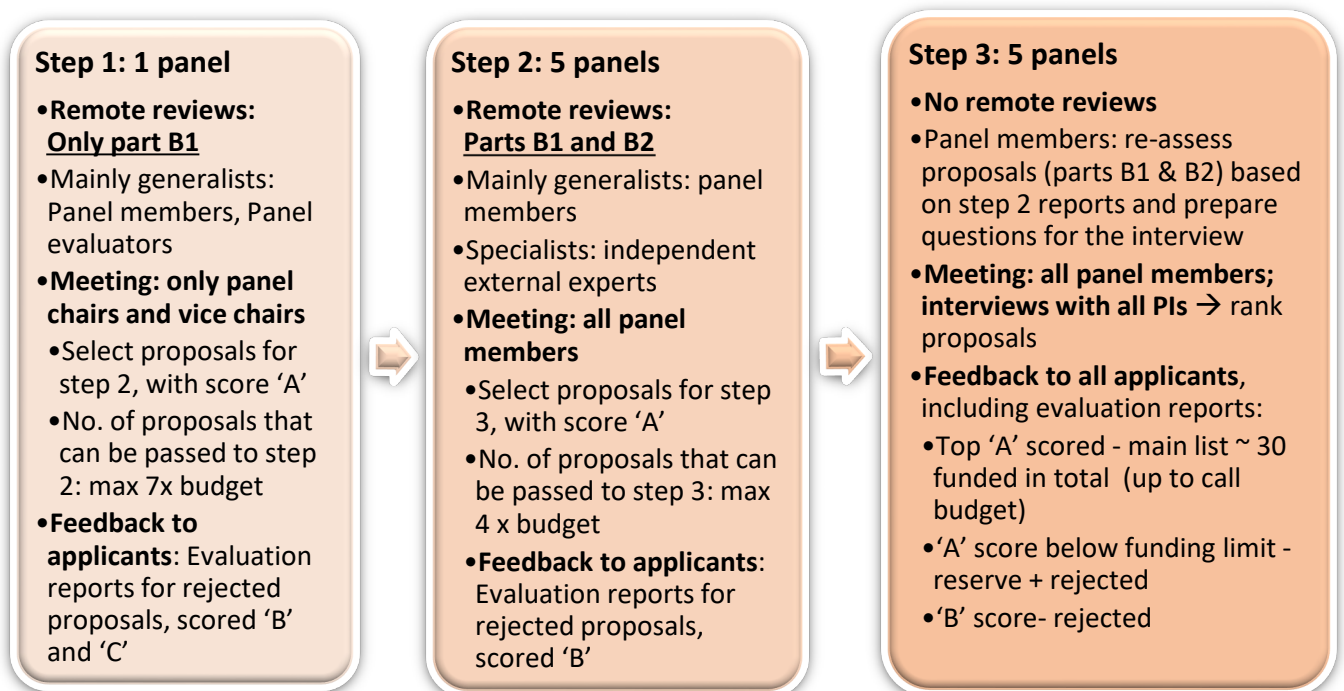 Step 1: 1 panel
•Remote reviews:
Only part B1
•Mainly generalists:
Panel members, Panel
evaluators
•Meeting: only panel
chairs and vice chairs
•Select proposals for
step 2, with score ‘A’
•No. of proposals that
can be passed to step
2: max 7x budget
•Feedback to
applicants: Evaluation
reports for rejected
proposals, scored ‘B’
and ‘C’
Step 2: 5 panels
•Remote reviews:
Parts B1 and B2
•Mainly generalists: panel
members
•Specialists: independent
external experts
•Meeting: all panel
members
•Select proposals for step
3, with score ‘A’
•No. of proposals that can
be passed to step 3: max
4 x budget
•Feedback to applicants:
Evaluation reports for
rejected proposals,
scored ‘B’
Step 3: 5 panels
•No remote reviews
•Panel members: re-assess
proposals (parts B1 & B2) based
on step 2 reports and prepare
questions for the interview
•Meeting: all panel members;
interviews with all PIs → rank
proposals
•Feedback to all applicants,
including evaluation reports:
•Top ‘A’ scored - main list ~ 30
funded in total (up to call
budget)
•‘A’ score below funding limit -
reserve + rejected
•‘B’ score- rejected